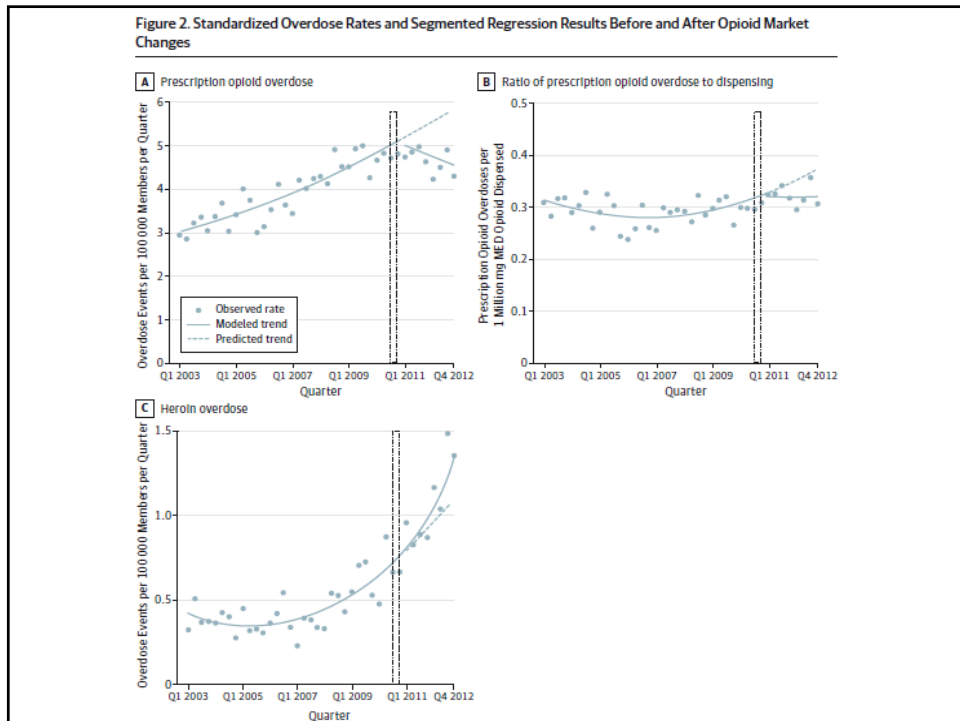 Figure 2. Standardized Overdose Rates and Segmented Regression Results Before and After Opioid Market
Changes
A Prescription opioid overdose
6
5
4
3
2
1
0
Overdose Events per 100 000 Members per Quarter
Observed rate
Modeled trend
Predicted trend
Q1 2003
Q1 2005
Q1 2007
Q1 2009
Q1 2011
Q4 2012
Quarter
B Ratio of prescription opioid overdose to dispensing
0.5
0.4
0.3
0.2
0.1
0
Prescription Opioid Overdoses per
1 Million mg MED Opioid Dispensed
Q1 2003
Q1 2005
Q1 2007
Q1 2009
Q1 2011
Q4 2012
Quarter
C Heroin overdose
1.5
1.0
0.5
0
Overdose Events per 100 000 Members per Quarter
Q1 2003
Q1 2005
Q1 2007
Q1 2009
Q1 2011
Q4 2012
Quarter